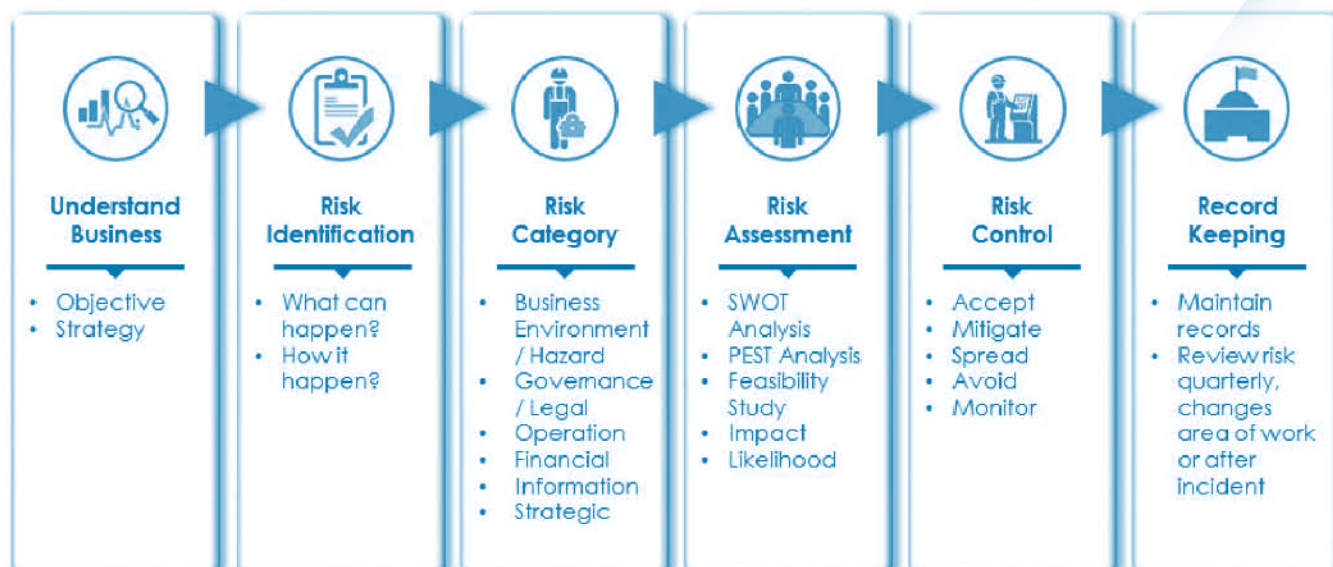 Understand
Business
• Objective
• Strategy
Risk
Identification
• What can
happen?
• How it
happen?
Risk
Category
• Business
Environment
/ Hazard
• Governance
/ Legal
• Operation
• Financial
• Information
• Strategic
Risk
Assessment
• SWOT
Analysis
• PEST Analysis
• Feasibility
Study
• Impact
• Likelihood
Risk
Control
• Accept
• Mitigate
• Spread
• Avoid
• Monitor
Record
Keeping
• Maintain
records
• Review risk
quarterly,
changes
area of work
or after
incident